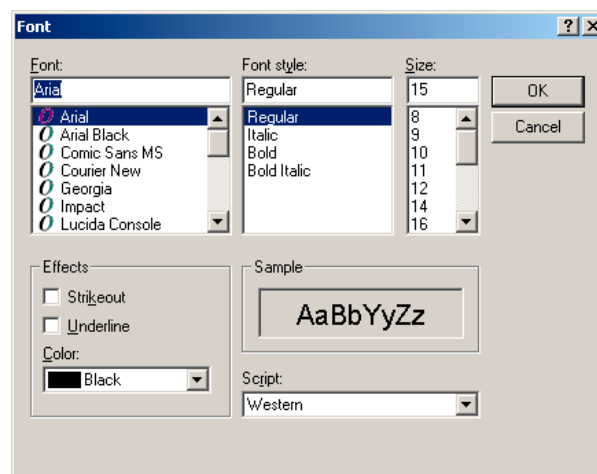 Font
Font: Font style: Size:
Arial Regular 15
OK
Cancel
Arial
Arial Black
Comic Sans MS
Courier New
Georgia
Impact
Lucida Console
Regular
Italic
Bold
Bold Italic
8
9
10
11
12
14
16
Effects
Strikeout
Underline
Color:
Black
Sample
AaBbYyZz
Script:
Western